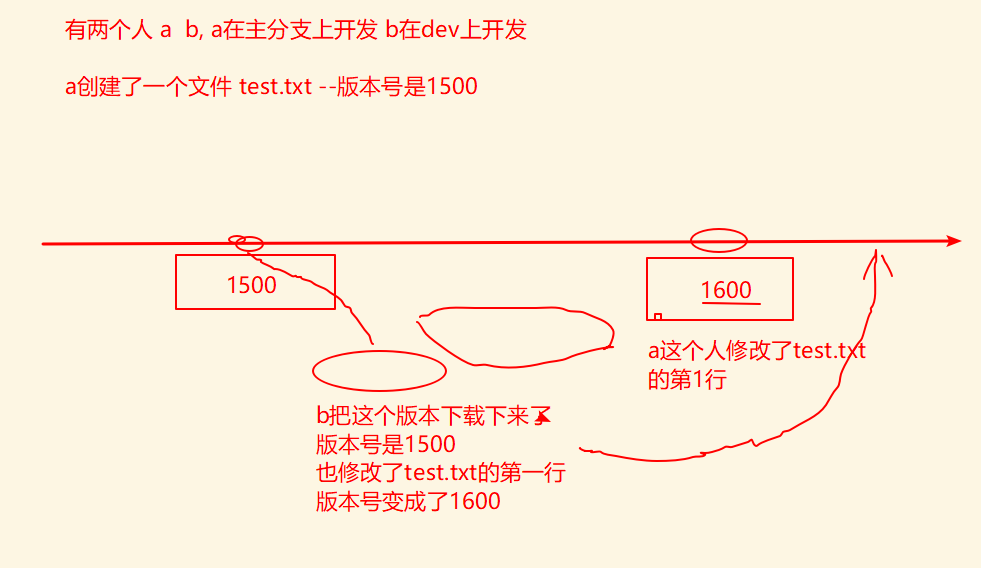 有两个人 a b, a在主分支上开发 b在dev上开发
a创建了一个文件 test.txt --版本号是1500
1500
1600
a这个人修改了test.txt
的第1行
b把这个版本下载下来了
版本号是1500
也修改了test.txt的第一行
版本号变成了1600